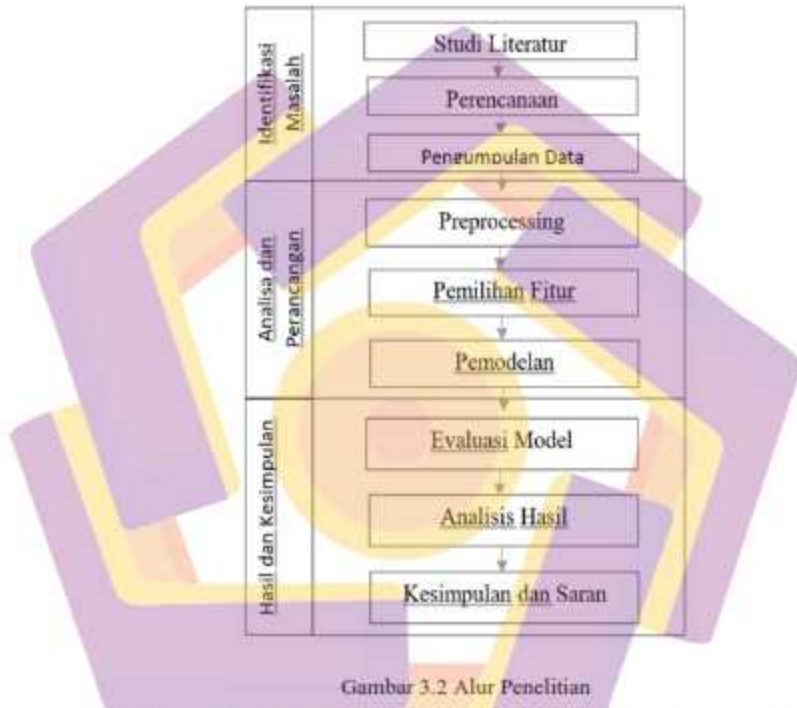 Identifikasi
Masalah
Studi Literatur
Perencanaan
Pengumpulan Data
Analisa dan
Perancangan
Preprocessing
Pemilihan Fitur
Pemodelan
Hasil dan Kesimpulan
Evaluasi Model
Analisis Hasil
Kesimpulan dan Saran
Gambar 3.2 Alur Penelitian